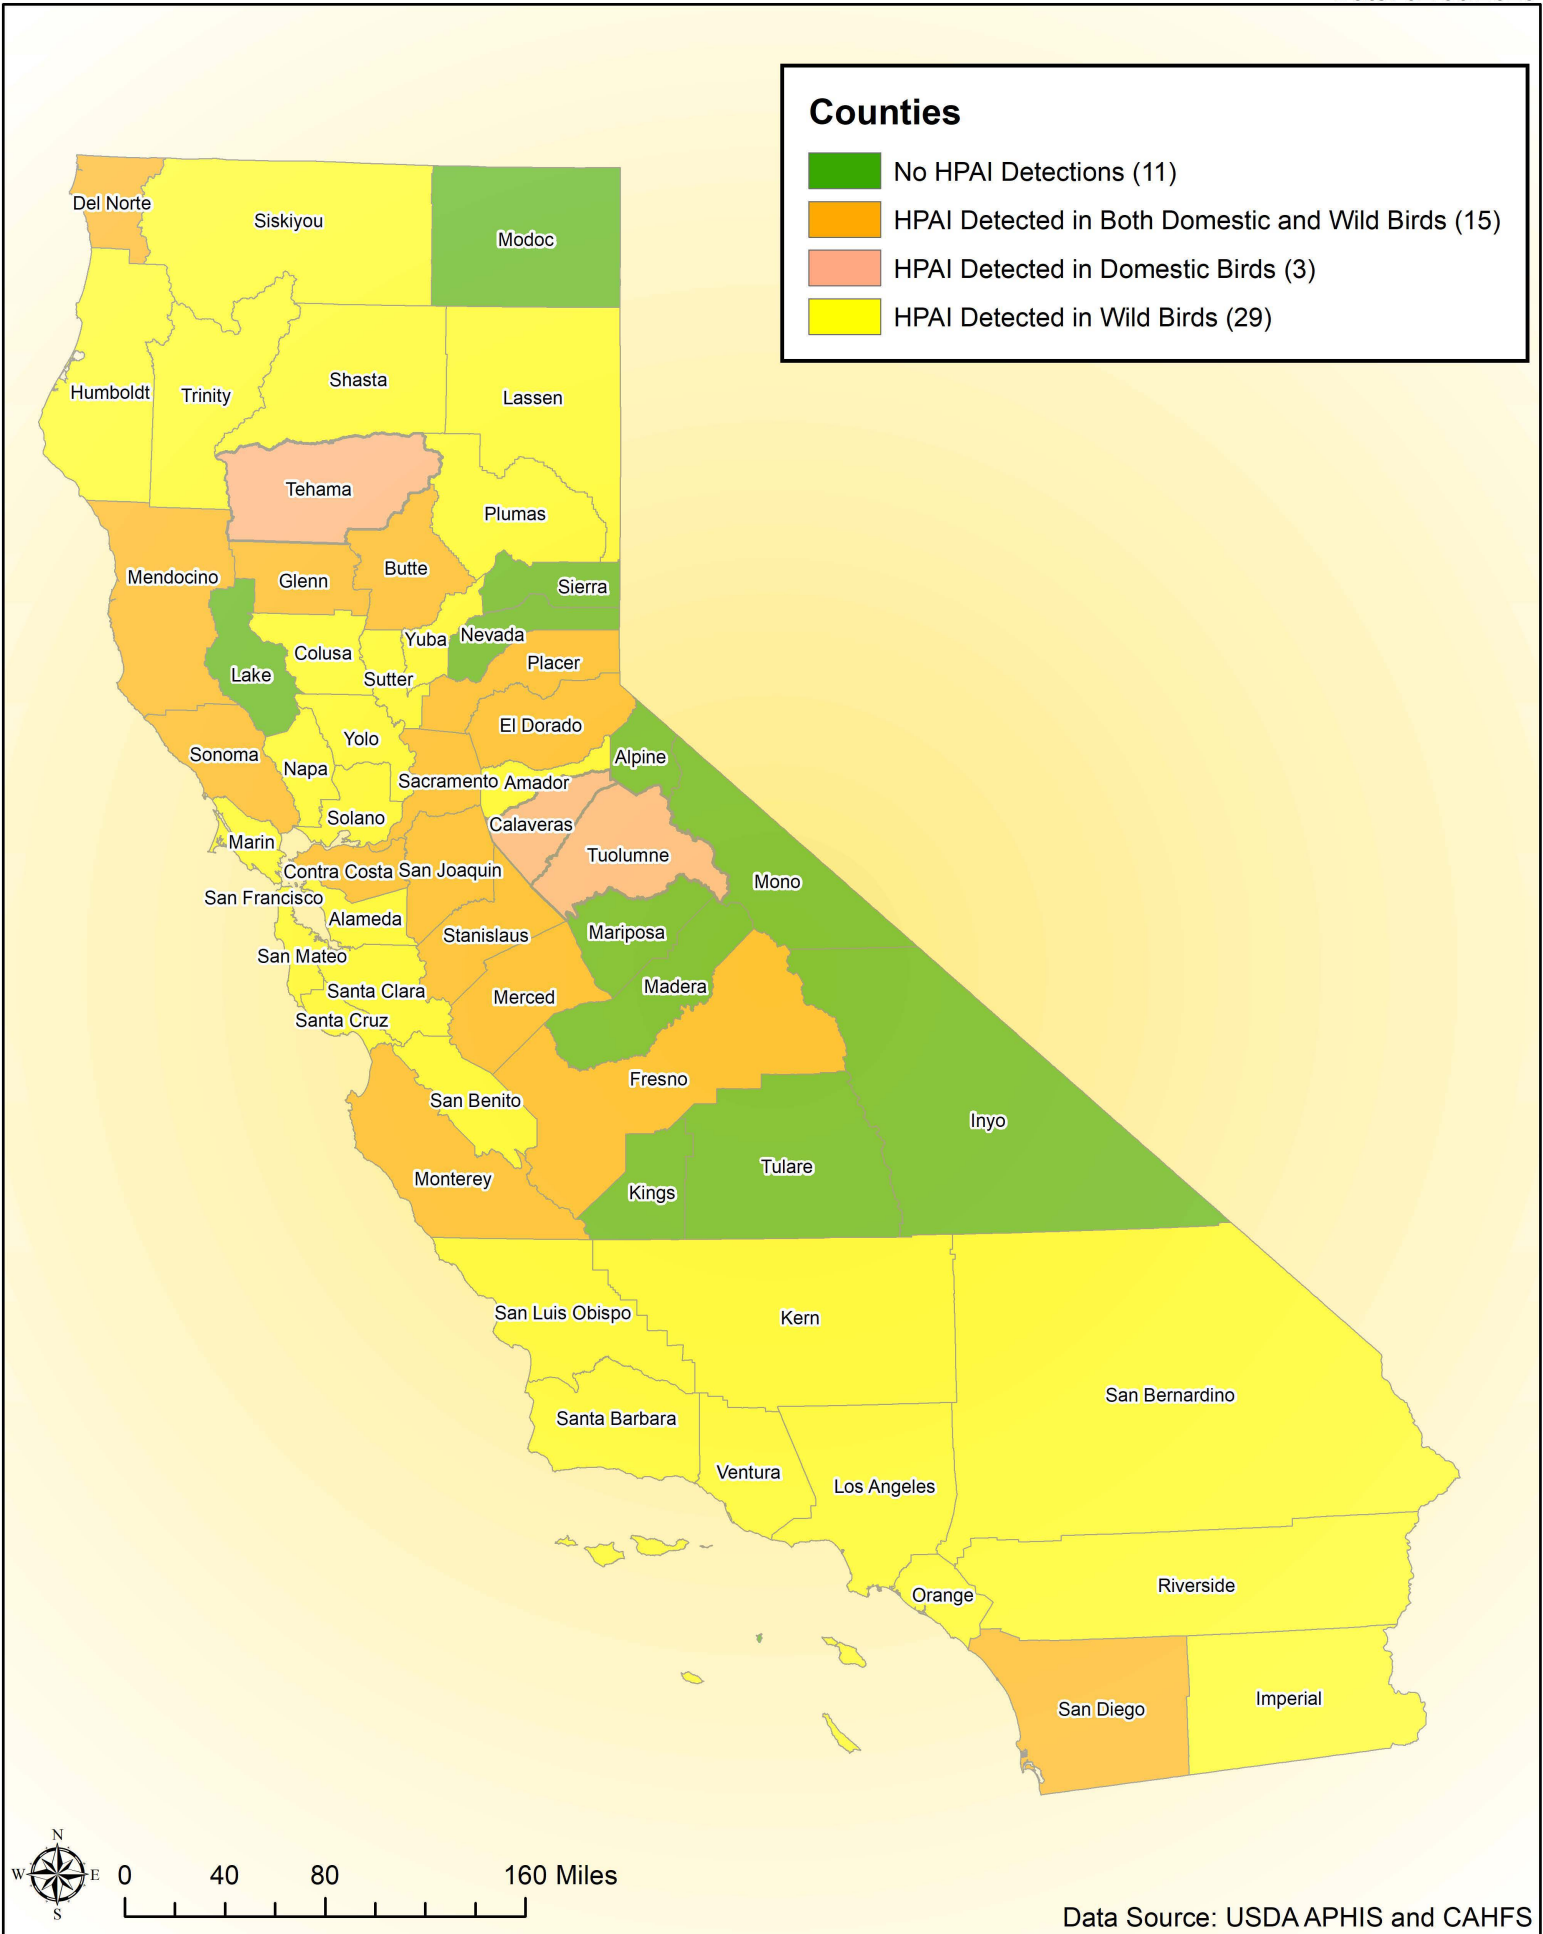 Counties
No HPAI Detections (11)
HPAI Detected in Both Domestic and Wild Birds (15)
HPAI Detected in Domestic Birds (3)
HPAI Detected in Wild Birds (29)
Del Norte
Siskiyou
Modoc
Humboldt
Trinity
Shasta
Lassen
Tehama
Plumas
Mendocino
Glenn
Butte
Sierra
Lake
Colusa
Sutter
Yuba
Nevada
Placer
El Dorado
Sonoma
Napa
Yolo
Sacramento
Amador
Alpine
Solano
Calaveras
Marin
Contra Costa
San Joaquin
Tuolumne
Mono
San Francisco
Alameda
Stanislaus
Mariposa
San Mateo
Santa Clara
Merced
Madera
Santa Cruz
San Benito
Fresno
Inyo
Monterey
Kings
Tulare
San Luis Obispo
Kern
San Bernardino
Santa Barbara
Ventura
Los Angeles
Orange
Riverside
San Diego
Imperial
N
W
E
S
0 40 80 160 Miles
Data Source: USDA APHIS and CAHFS